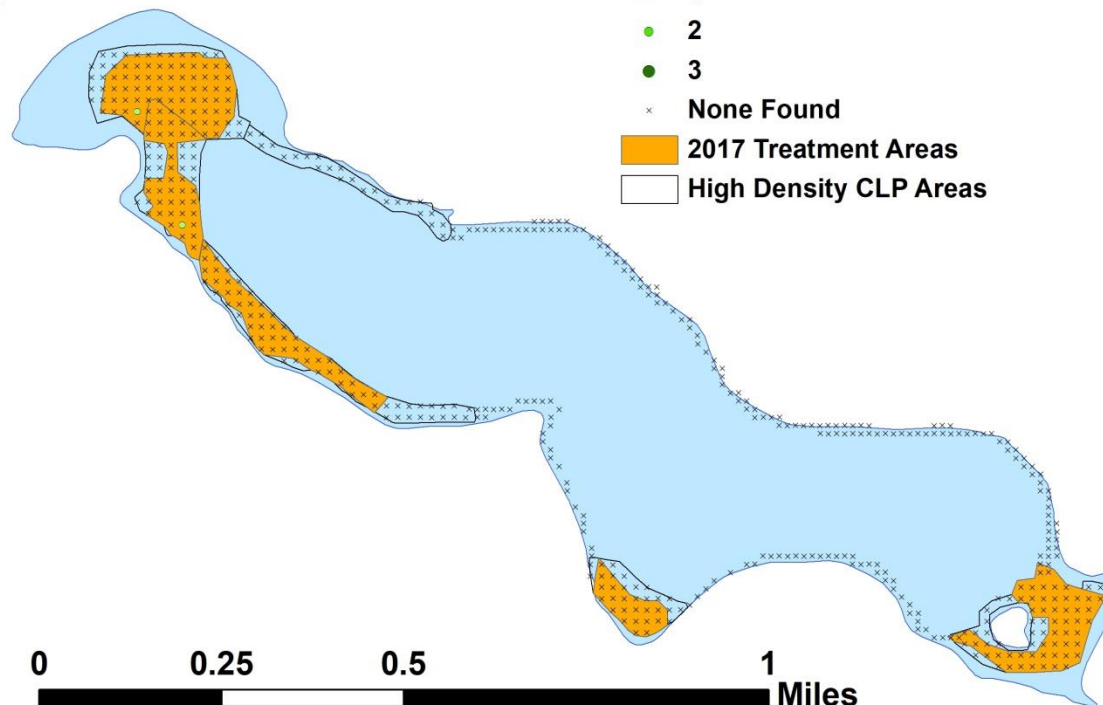 2
3
None Found
2017 Treatment Areas
High Density CLP Areas
0 0.25 0.5 1
Miles